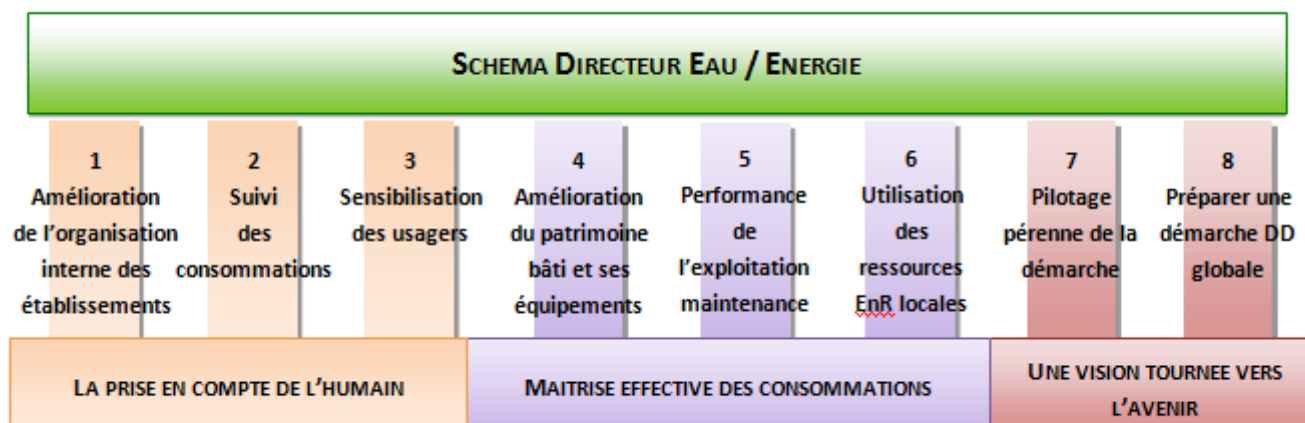 SCHEMA DIRECTEUR EAU / ENERGIE
1
Amélioration
de l'organisation
interne des
établissements
2
Suivi
des
consommations
3
Sensibilisation
des usagers
4
Amélioration
du patrimoine
bâti et ses
équipements
5
Performance
de
l'exploitation
maintenance
6
Utilisation
des
ressources
EnR locales
7
Pilotage
pérenne de la
démarche
8
Préparer une
démarche DD
globale
LA PRISE EN COMPTE DE L'HUMAIN
MAITRISE EFFECTIVE DES CONSOMMATIONS
UNE VISION TOURNEE VERS
L'AVENIR